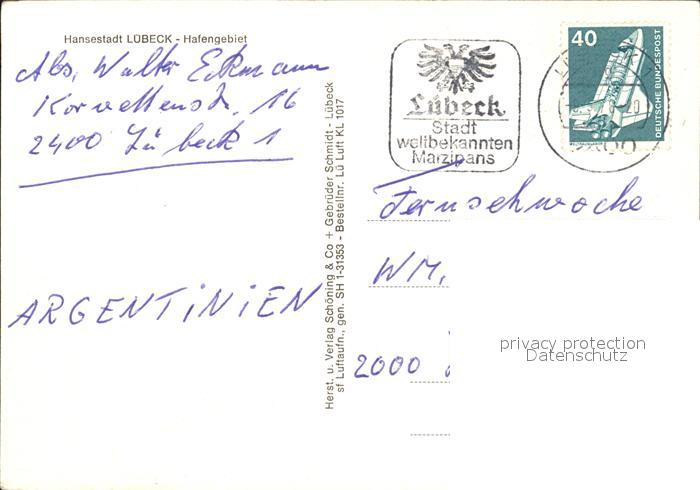 Hansestadt LÜBECK - Hafengebiet
Abs. Walter Eckmann
Korvettenstr. 16
2400 Lübeck 1
ARGENTINIEN
Herst. u. Verlag Schöning & Co + Gebrüder Schmidt - Lübeck
sf Luftaufn., gen. SH 1-31353 - Bestellnr. Lü Luft KL 1017
Lübeck
Stadt
weltbekannten
Marzipans
40
DEUTSCHE BUNDESPOST
Fernsehwoche
WM,
2000
privacy protection
Datenschutz